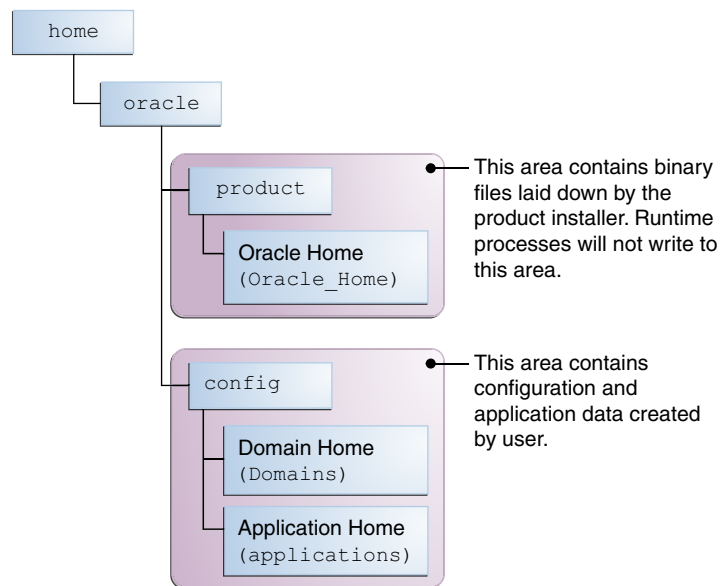 home
oracle
product
Oracle Home
(Oracle_Home)
This area contains binary
files laid down by the
product installer. Runtime
processes will not write to
this area.
config
Domain Home
(Domains)
Application Home
(applications)
This area contains
configuration and
application data created
by user.